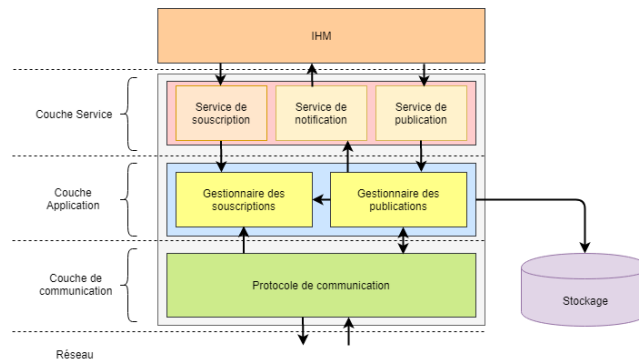 IHM
Couche Service
Service de
souscription
Service de
notification
Service de
publication
Couche
Application
Gestionnaire des
souscriptions
Gestionnaire des
publications
Couche de
communication
Protocole de communication
Stockage
Réseau